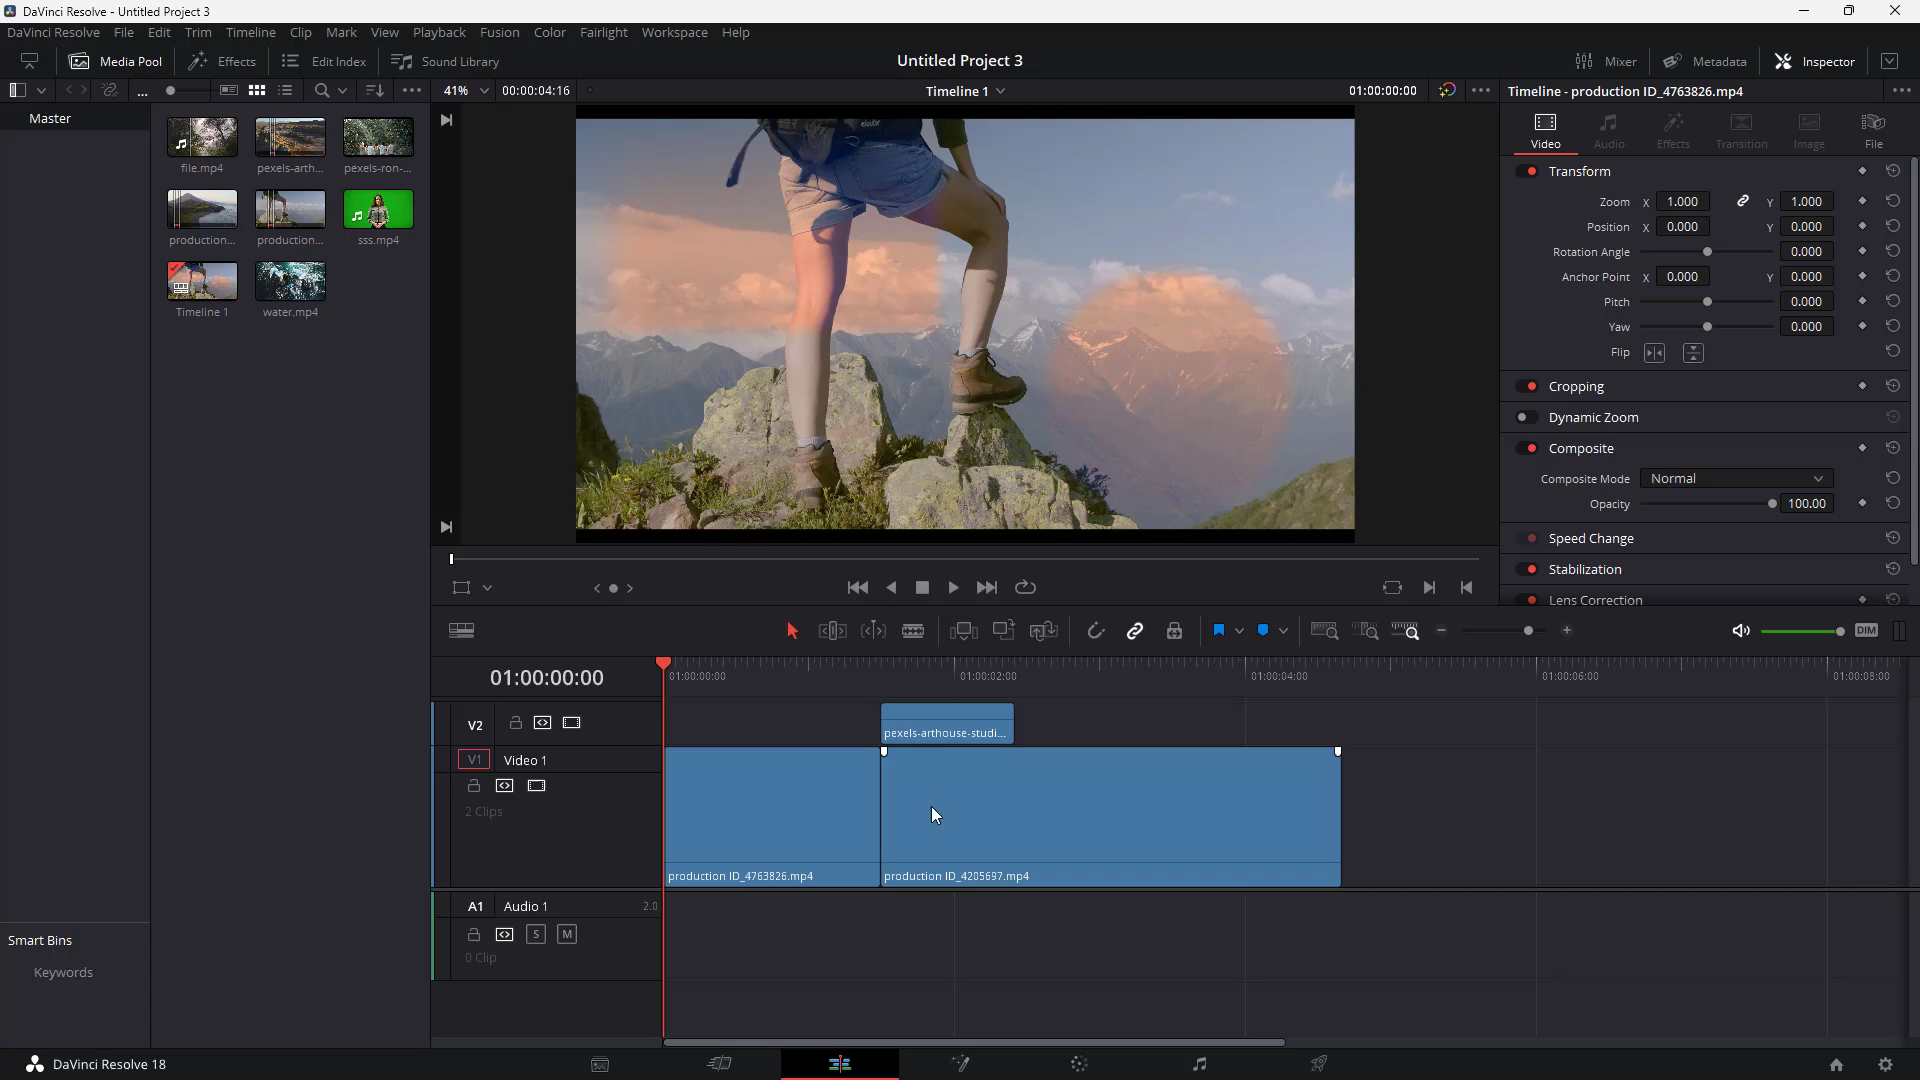 DaVinci Resolve - Untitled Project 3
DaVinci Resolve File Edit Trim Timeline Clip Mark View Playback Fusion Color Fairlight Workspace Help
Media Pool Effects Edit Index Sound Library Untitled Project 3 Mixer Metadata Inspector
... 41% 00:00:04:16 Timeline 1 01:00:00:00 Timeline - production ID_4763826.mp4
Master
Video Audio Effects Transition Image File
file.mp4 pexels-arth... pexels-ron-...
production... production... sss.mp4
Timeline 1 water.mp4
Transform
Zoom X 1.000 Y 1.000
Position X 0.000 Y 0.000
Rotation Angle 0.000
Anchor Point X 0.000 Y 0.000
Pitch 0.000
Yaw 0.000
Flip
Cropping
Dynamic Zoom
Composite
Composite Mode Normal
Opacity 100.00
Speed Change
Stabilization
Lens Correction
DIM
01:00:00:00 01:00:00:00 01:00:02:00 01:00:04:00 01:00:06:00 01:00:08:00
V2 pexels-arthouse-studi...
V1 Video 1
2 Clips
production ID_4763826.mp4 production ID_4205697.mp4
A1 Audio 1 2.0
S M
0 Clip
Smart Bins
Keywords
DaVinci Resolve 18